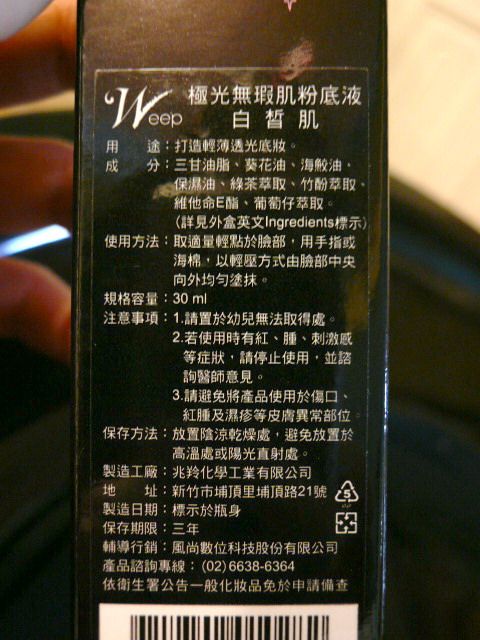 Weep 極光無瑕肌粉底液
白皙肌
用　途：打造輕薄透光底妝。
成　分：三甘油脂、葵花油、海鮫油、
保濕油、綠茶萃取、竹酚萃取、
維他命E酯、葡萄仔萃取。
(詳見外盒英文Ingredients標示)
使用方法：取適量輕點於臉部，用手指或
海棉，以輕壓方式由臉部中央
向外均勻塗抹。
規格容量：30 ml
注意事項：1.請置於幼兒無法取得處。
2.若使用時有紅、腫、刺激感
等症狀，請停止使用，並諮
詢醫師意見。
3.請避免將產品使用於傷口、
紅腫及濕疹等皮膚異常部位。
保存方法：放置陰涼乾燥處，避免放置於
高溫處或陽光直射處。
製造工廠：兆羚化學工業有限公司
地　址：新竹市埔頂里埔頂路21號
5
製造日期：標示於瓶身
保存期限：三年
輔導行銷：風尚數位科技股份有限公司
產品諮詢專線：(02)6638-6364
依衛生署公告一般化妝品免於申請備查